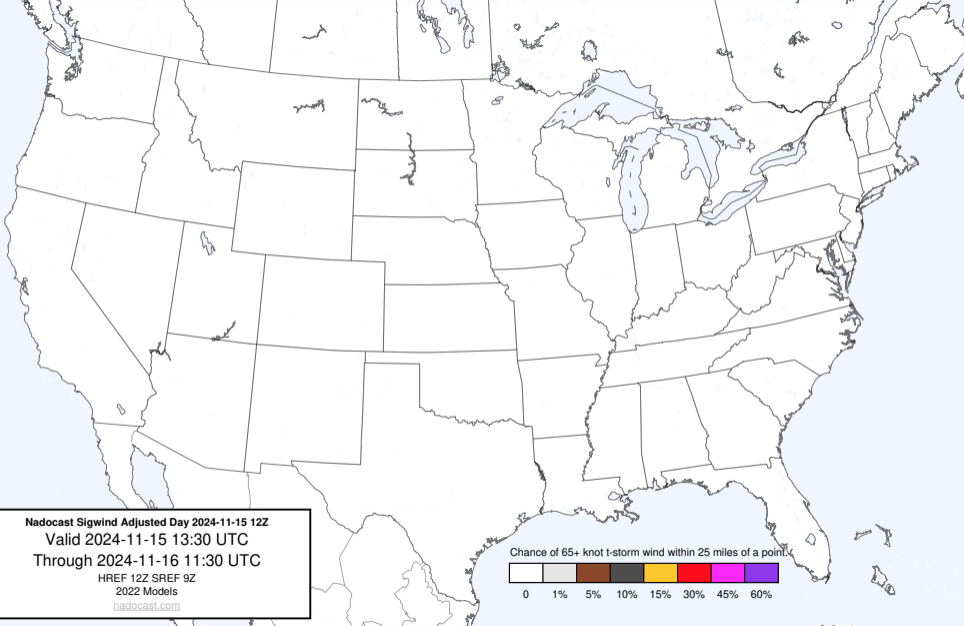 Nadocast Sigwind Adjusted Day 2024-11-15 12Z
Valid 2024-11-15 13:30 UTC
Through 2024-11-16 11:30 UTC
HREF 12Z SREF 9Z
2022 Models
nadocast.com
Chance of 65+ knot t-storm wind within 25 miles of a point.
0 1% 5% 10% 15% 30% 45% 60%